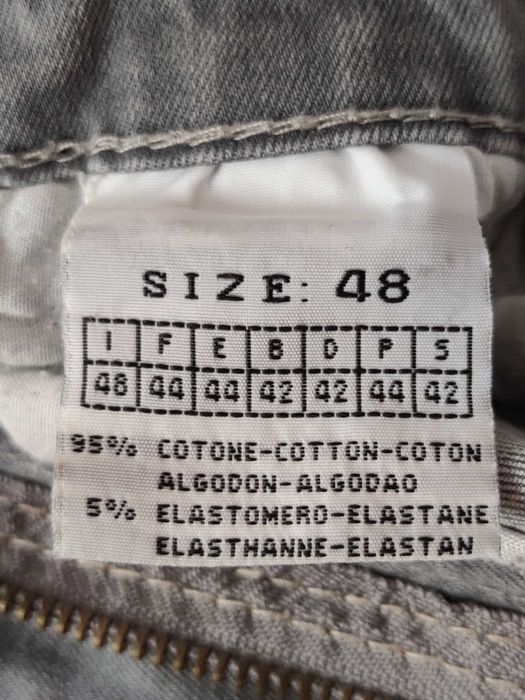 SIZE: 48
I F E B D P S
48 44 44 42 42 44 42
95% COTONE-COTTON-COTON
ALGODON-ALGODAO
5% ELASTOMERO-ELASTANE
ELASTHANNE-ELASTAN